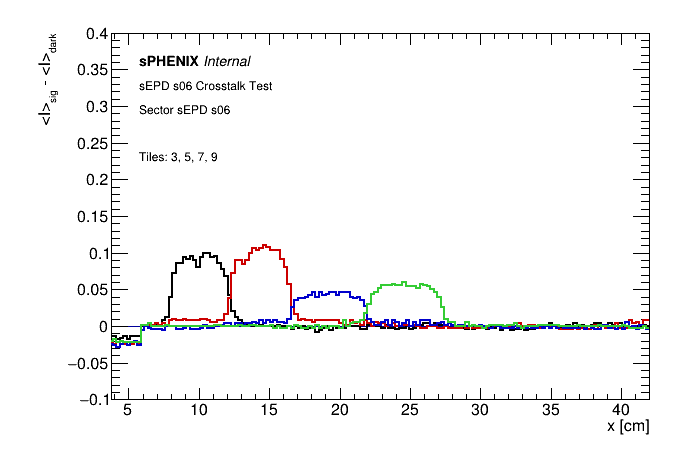 <I>sig - <I>dark
0.4
0.35
0.3
0.25
0.2
0.15
0.1
0.05
0
−0.05
−0.1
sPHENIX Internal
sEPD s06 Crosstalk Test
Sector sEPD s06
Tiles: 3, 5, 7, 9
5 10 15 20 25 30 35 40
x [cm]